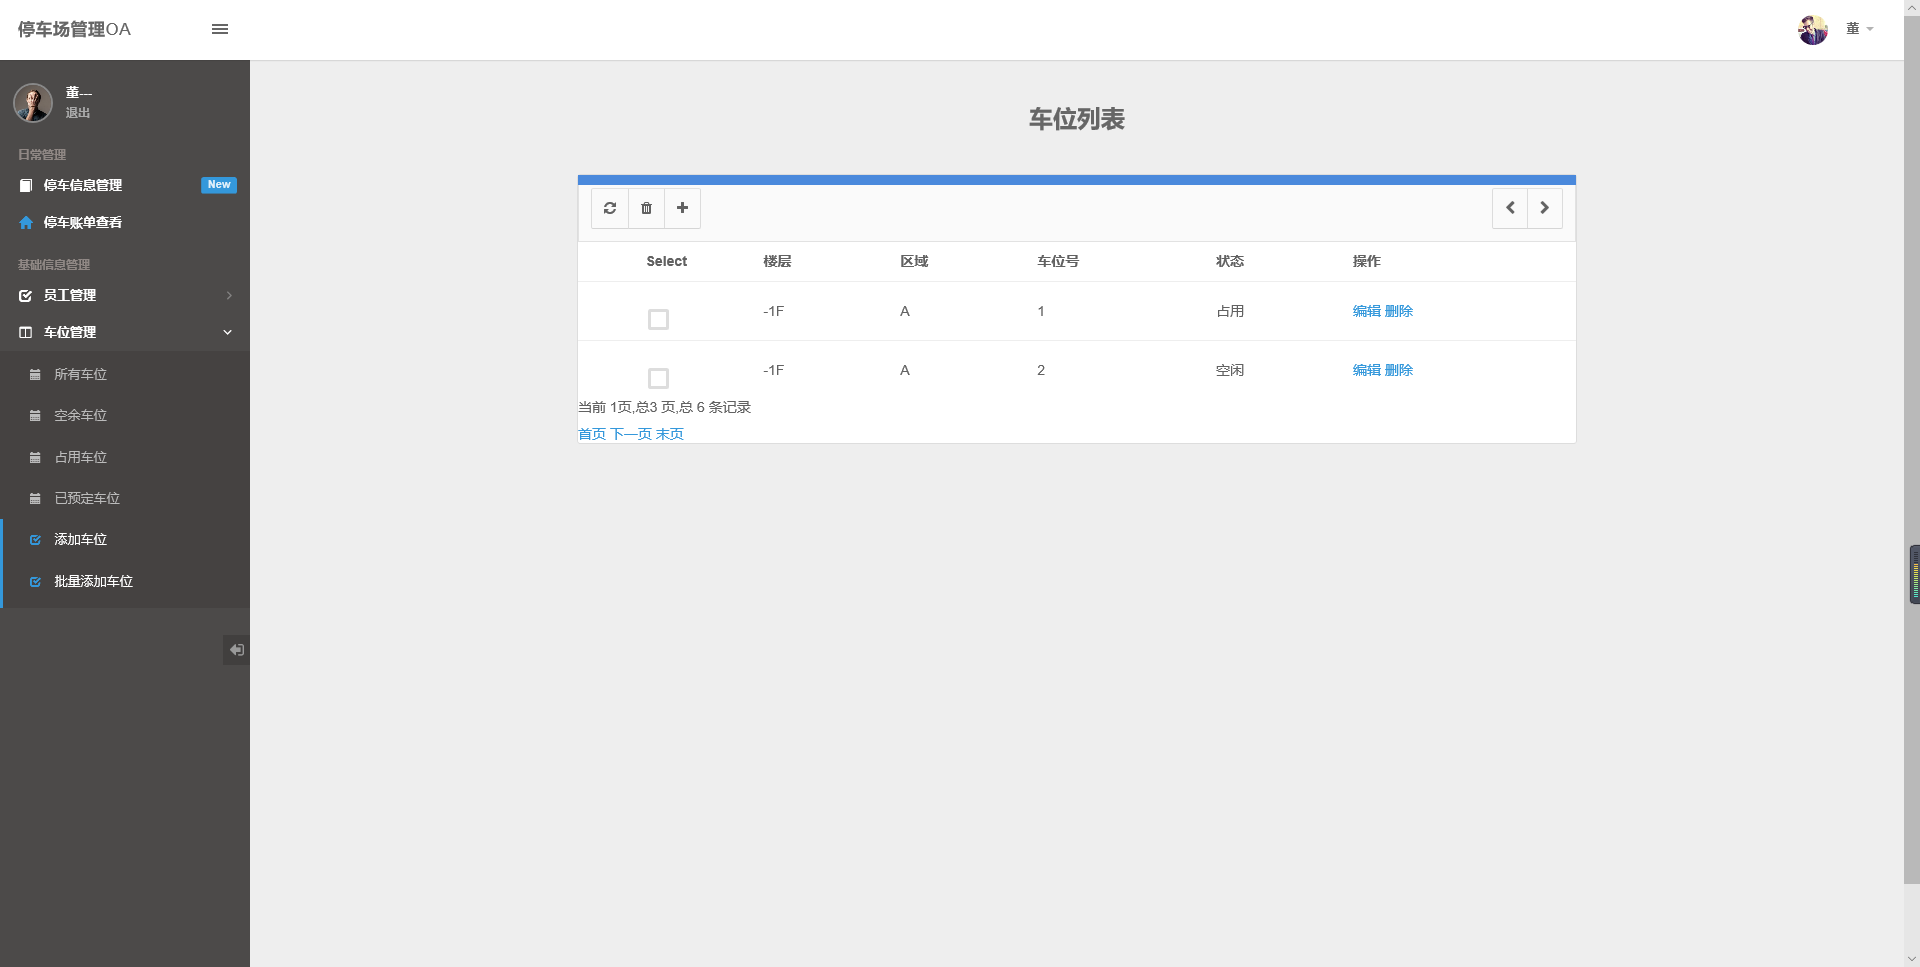 停车场管理OA
董
董---
退出
日常管理
停车信息管理 New
停车账单查看
基础信息管理
员工管理
车位管理
所有车位
空余车位
占用车位
已预定车位
添加车位
批量添加车位
车位列表
Select 楼层 区域 车位号 状态 操作
-1F A 1 占用 编辑 删除
-1F A 2 空闲 编辑 删除
当前 1页,总3 页,总 6 条记录
首页 下一页 末页